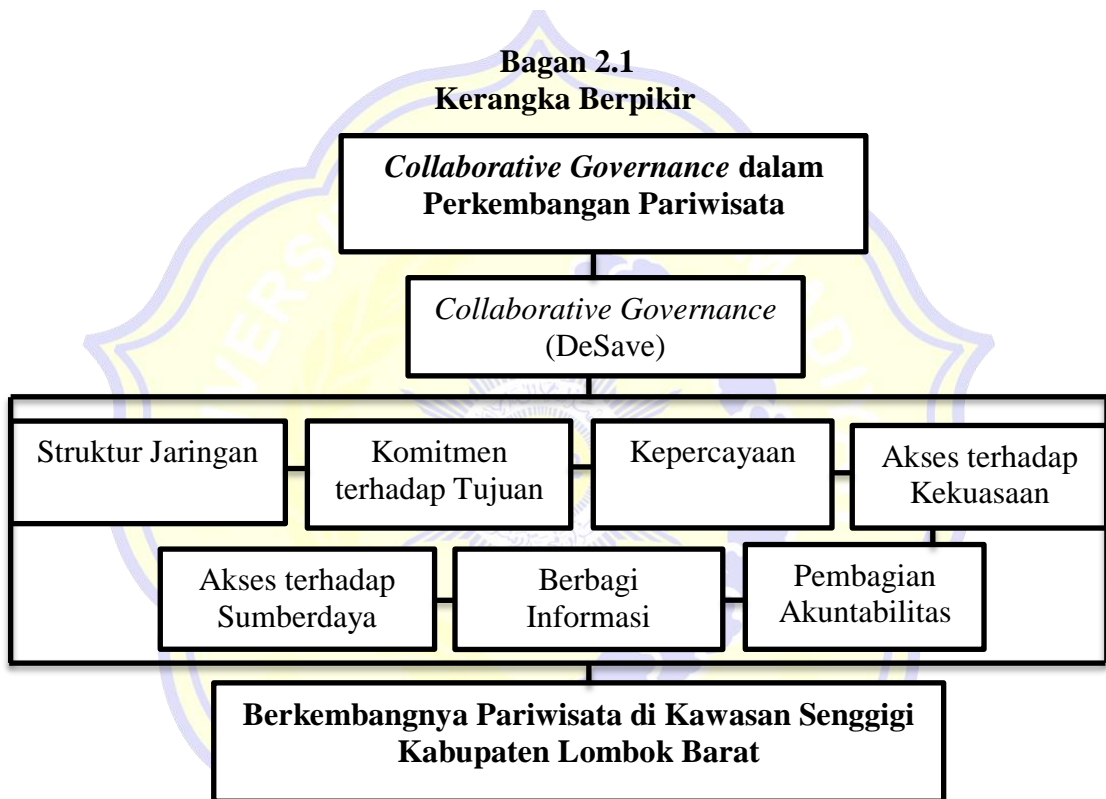 Bagan 2.1
Kerangka Berpikir
Collaborative Governance dalam
Perkembangan Pariwisata
Collaborative Governance
(DeSave)
Struktur Jaringan
Komitmen
terhadap Tujuan
Kepercayaan
Akses terhadap
Kekuasaan
Akses terhadap
Sumberdaya
Berbagi
Informasi
Pembagian
Akuntabilitas
Berkembangnya Pariwisata di Kawasan Senggigi
Kabupaten Lombok Barat